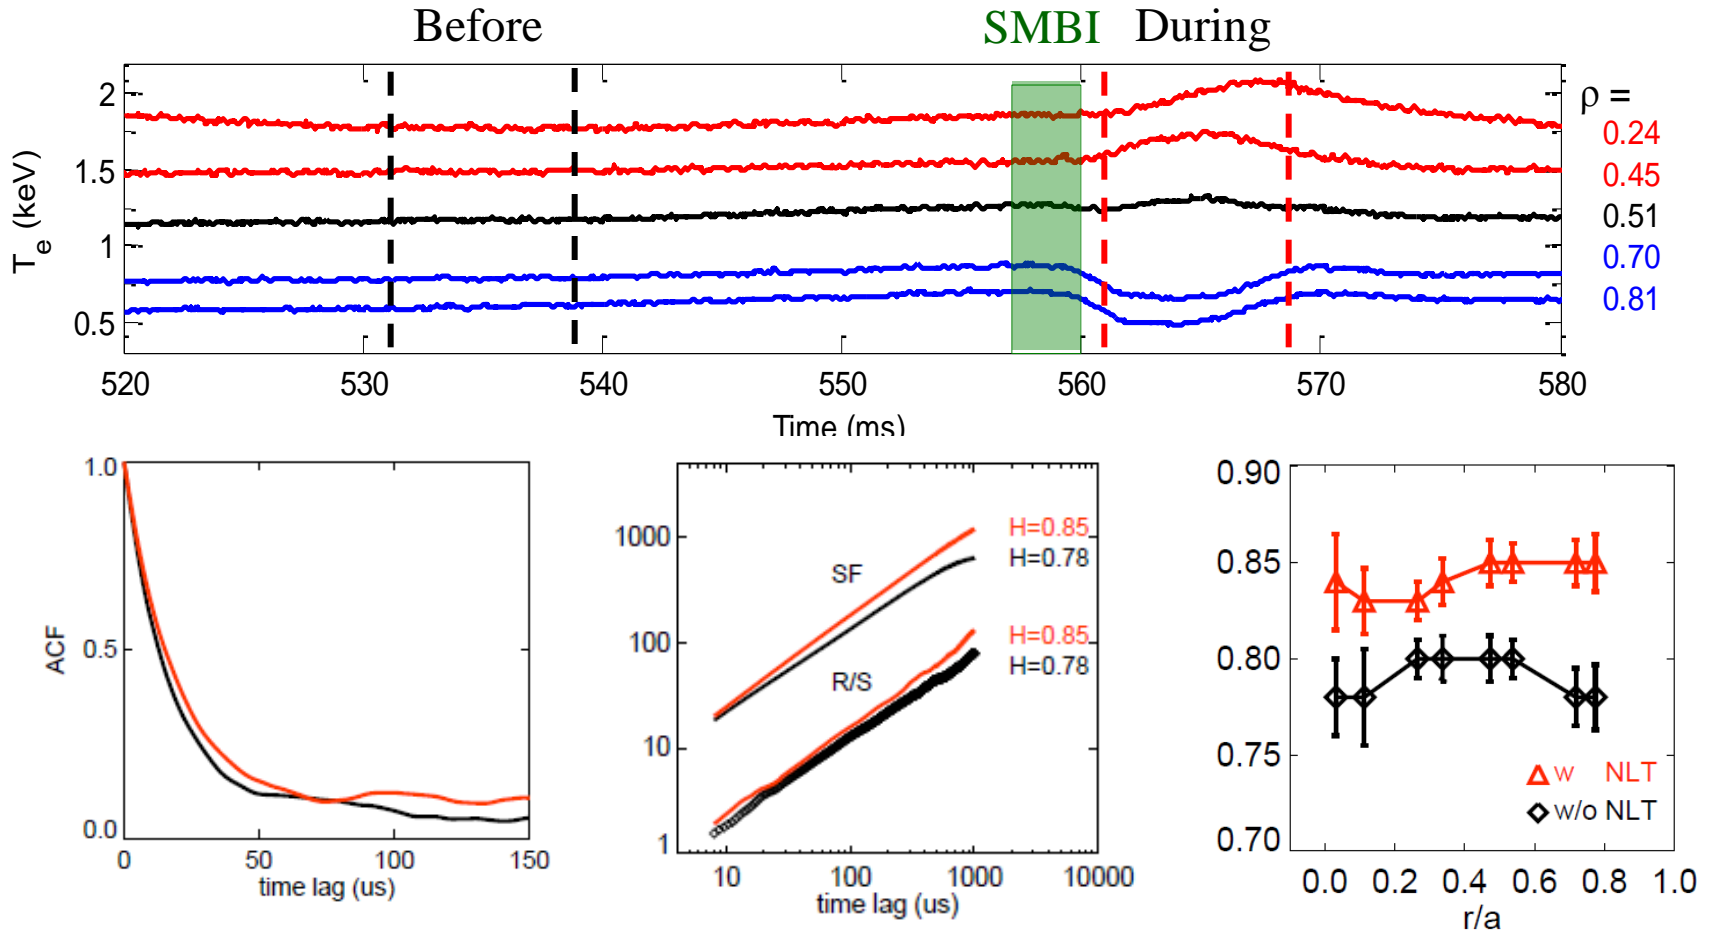 Before SMBI During
2
1.5
1
0.5
T_e (keV)
520 530 540 550 560 570 580
Time (ms)
ρ =
0.24
0.45
0.51
0.70
0.81
1.0
0.5
0.0
ACF
0 50 100 150
time lag (us)
1000
100
10
1
SF
R/S
H=0.85
H=0.78
H=0.85
H=0.78
10 100 1000 10000
time lag (us)
0.90
0.85
0.80
0.75
0.70
w NLT
w/o NLT
0.0 0.2 0.4 0.6 0.8 1.0
r/a